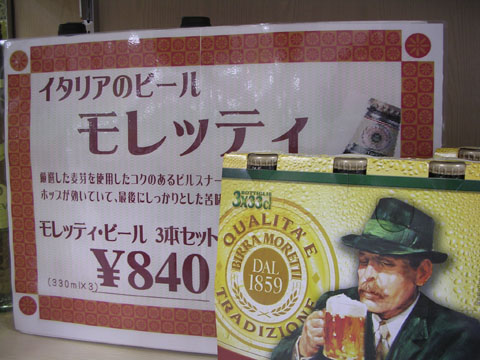 イタリアのビール
モレッティ
厳選した麦芽を使用したコクのあるピルスナー
ホップが効いていて、最後にしっかりとした苦味
モレッティ・ビール 3本セット
¥840
(330ml×3)
BOTTIGLIE
3x33cl
QUALITA' E
BIRRA MORETTI
DAL
1859
TRADIZIONE